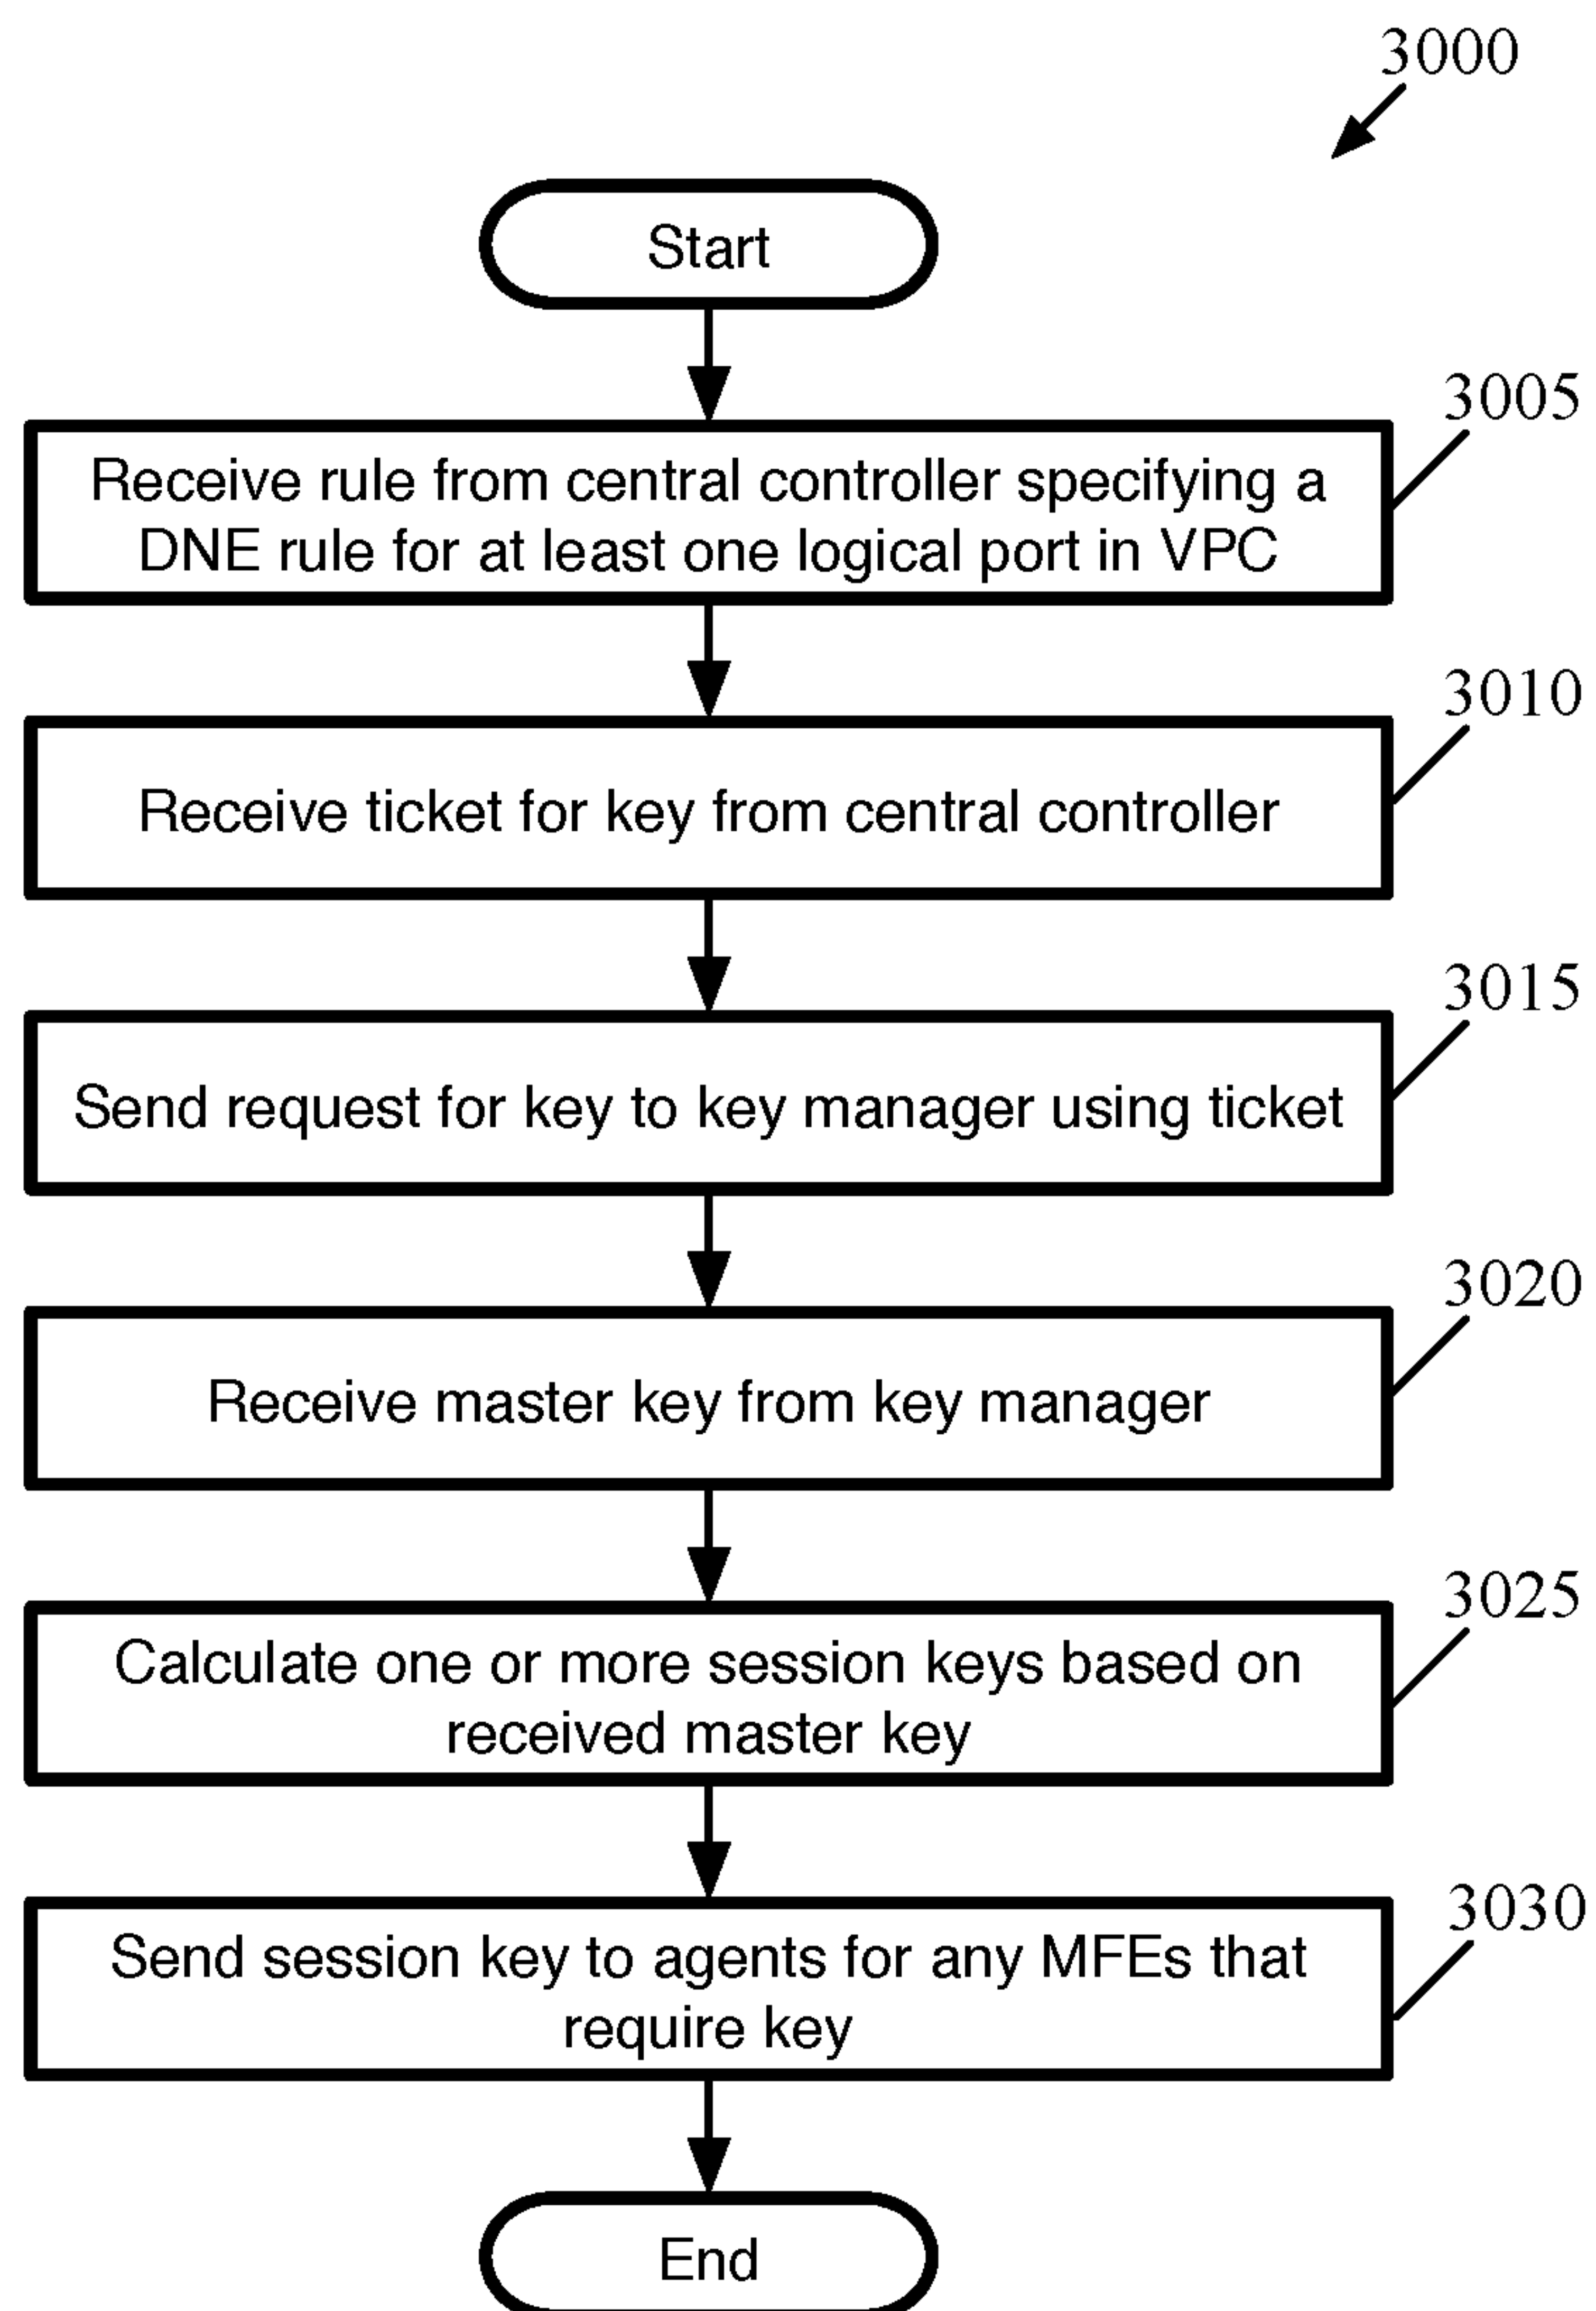 3000
Start
3005
Receive rule from central controller specifying a
DNE rule for at least one logical port in VPC
3010
Receive ticket for key from central controller
3015
Send request for key to key manager using ticket
3020
Receive master key from key manager
3025
Calculate one or more session keys based on
received master key
3030
Send session key to agents for any MFEs that
require key
End